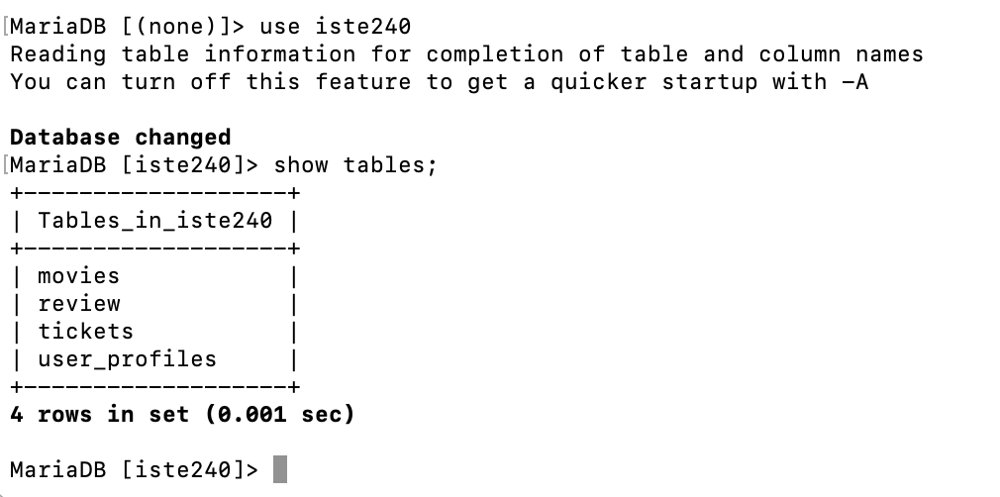 MariaDB [(none)]> use iste240
Reading table information for completion of table and column names
You can turn off this feature to get a quicker startup with -A
Database changed
MariaDB [iste240]> show tables;
+-------------------+
| Tables_in_iste240 |
+-------------------+
| movies            |
| review            |
| tickets           |
| user_profiles     |
+-------------------+
4 rows in set (0.001 sec)
MariaDB [iste240]>